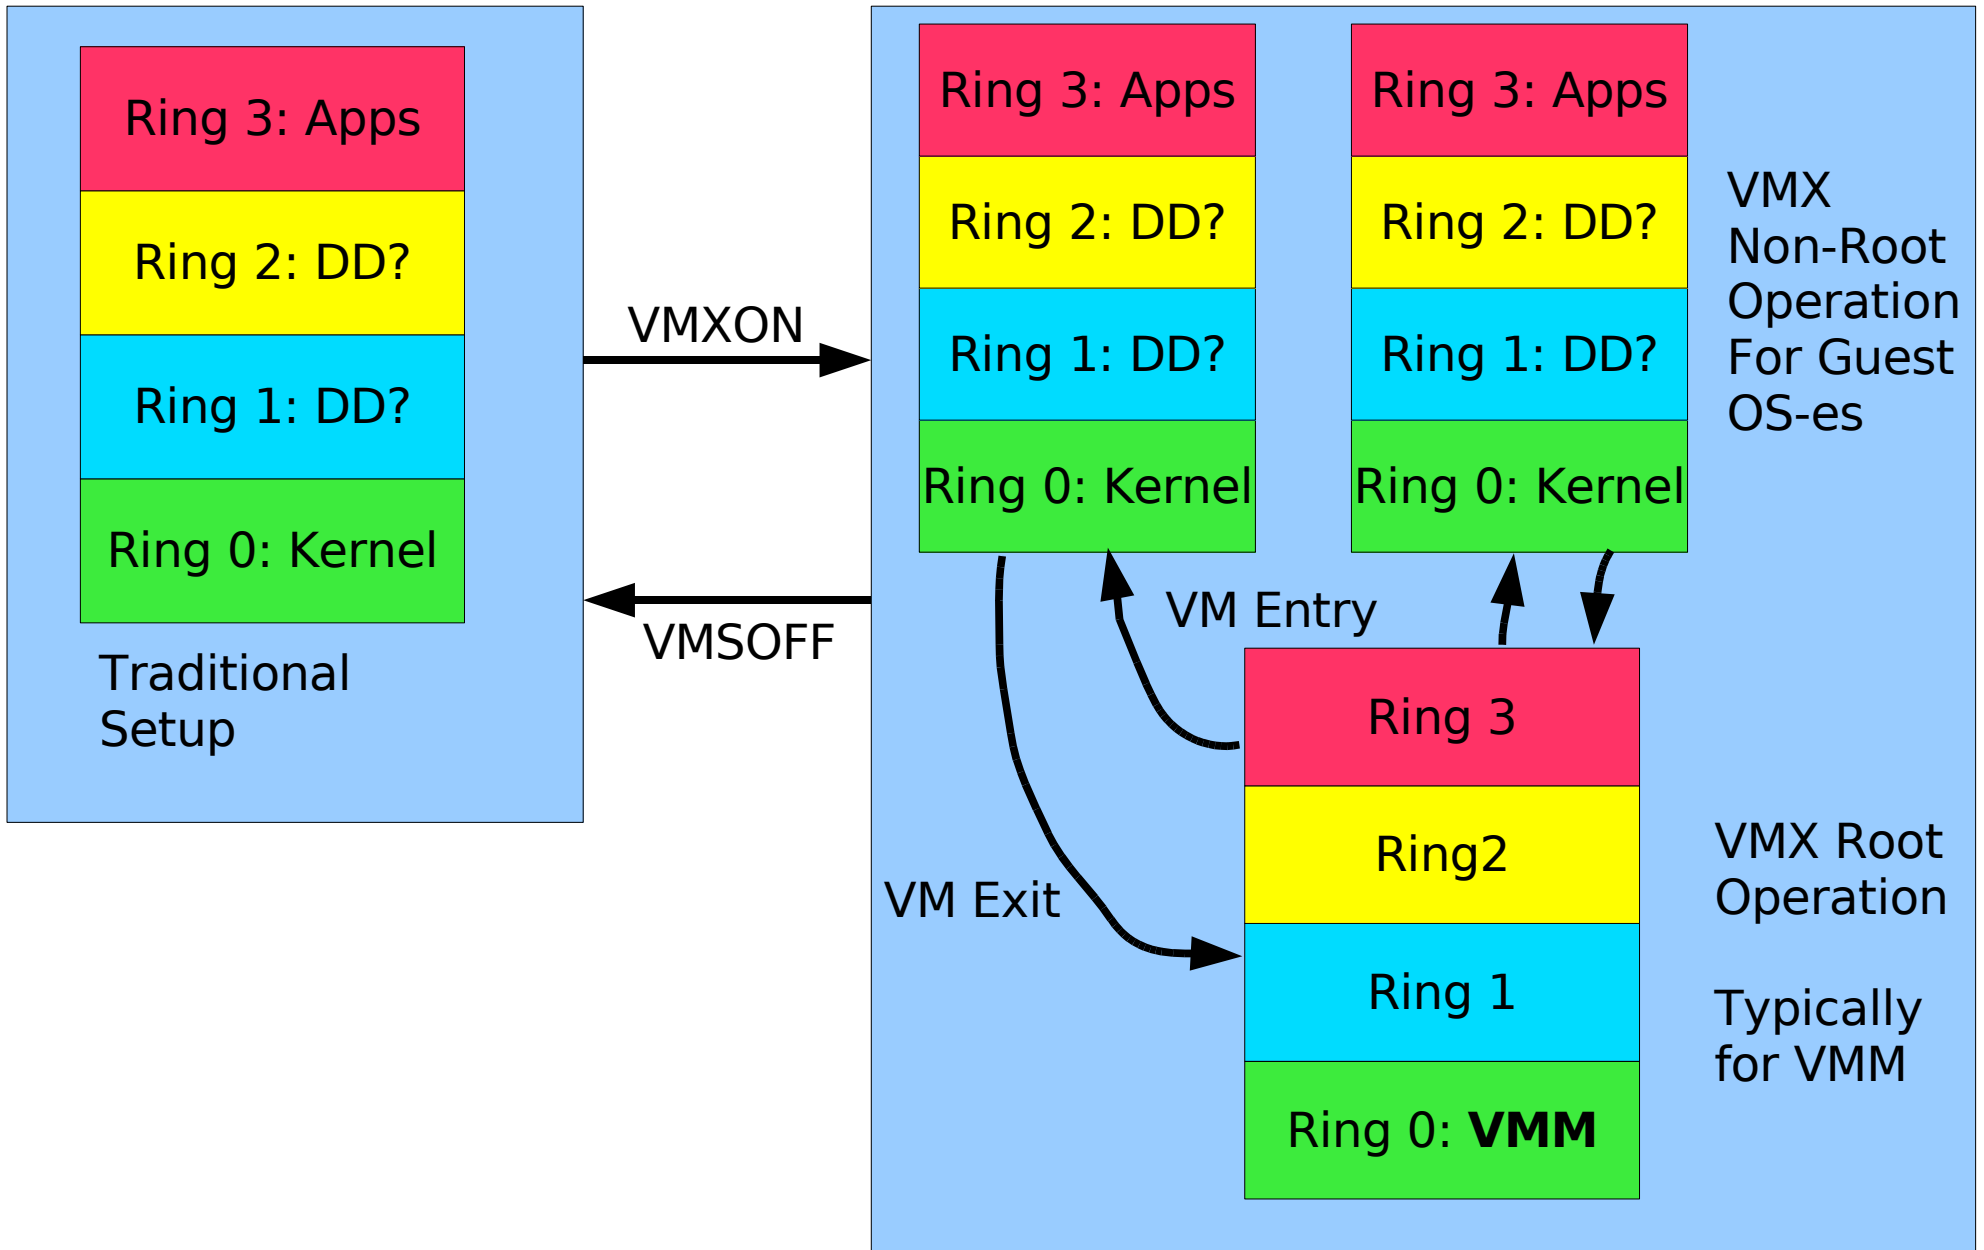 Ring 3: Apps
Ring 2: DD?
Ring 1: DD?
Ring 0: Kernel
Traditional
Setup
VMXON
VMSOFF
Ring 3: Apps
Ring 2: DD?
Ring 1: DD?
Ring 0: Kernel
Ring 3: Apps
Ring 2: DD?
Ring 1: DD?
Ring 0: Kernel
VMX
Non-Root
Operation
For Guest
OS-es
VM Entry
VM Exit
Ring 3
Ring2
Ring 1
Ring 0: VMM
VMX Root
Operation
Typically
for VMM